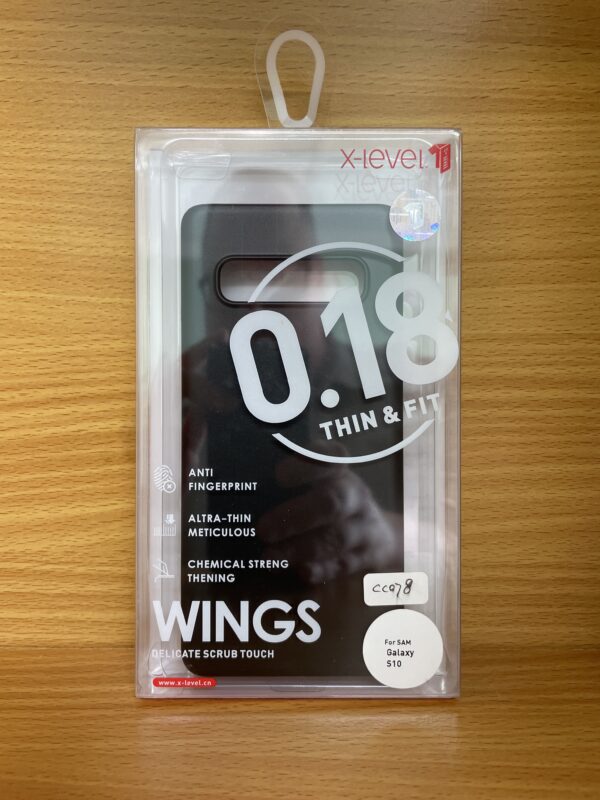 X-LEVEL
0.18
THIN & FIT
ANTI
FINGERPRINT
ALTRA-THIN
METICULOUS
CHEMICAL STRENG
THENING
CC978
WINGS
DELICATE SCRUB TOUCH
For SAM
Galaxy
S10
www.x-level.cn